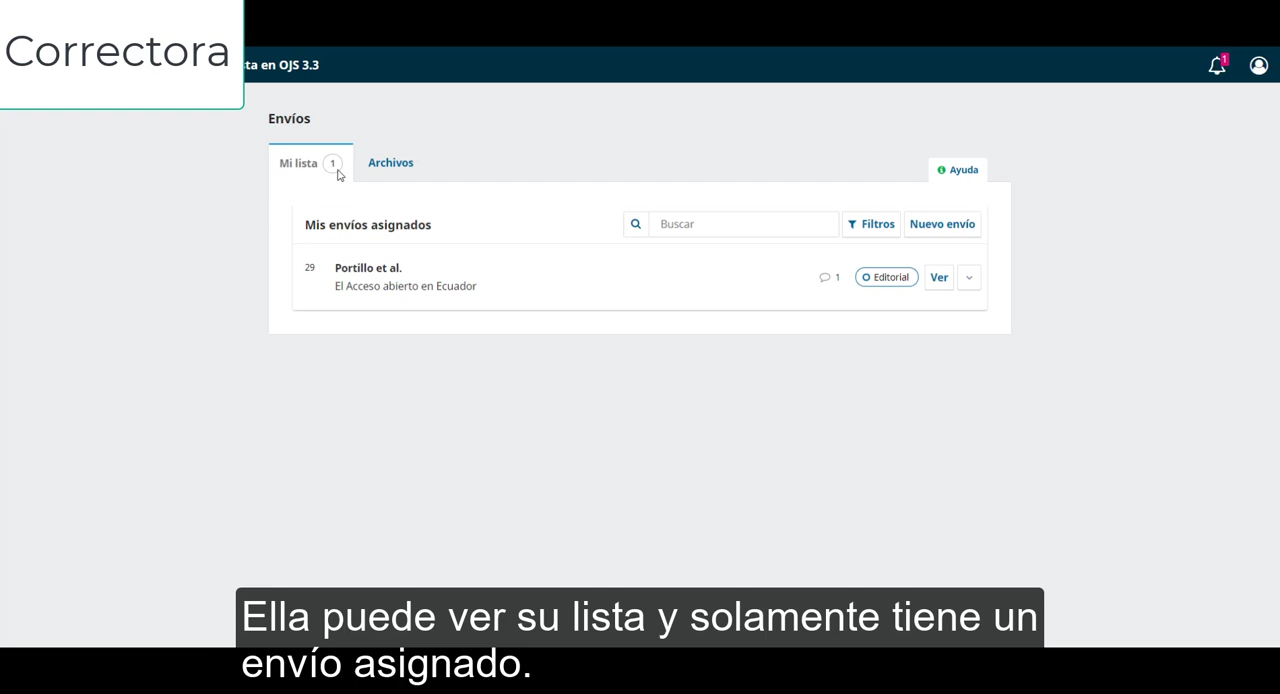 Correctora
ta en OJS 3.3
1
Envíos
Mi lista 1
Archivos
Ayuda
Mis envíos asignados
Buscar
Filtros
Nuevo envío
29
Portillo et al.
El Acceso abierto en Ecuador
1
Editorial
Ver
Ella puede ver su lista y solamente tiene un
envío asignado.